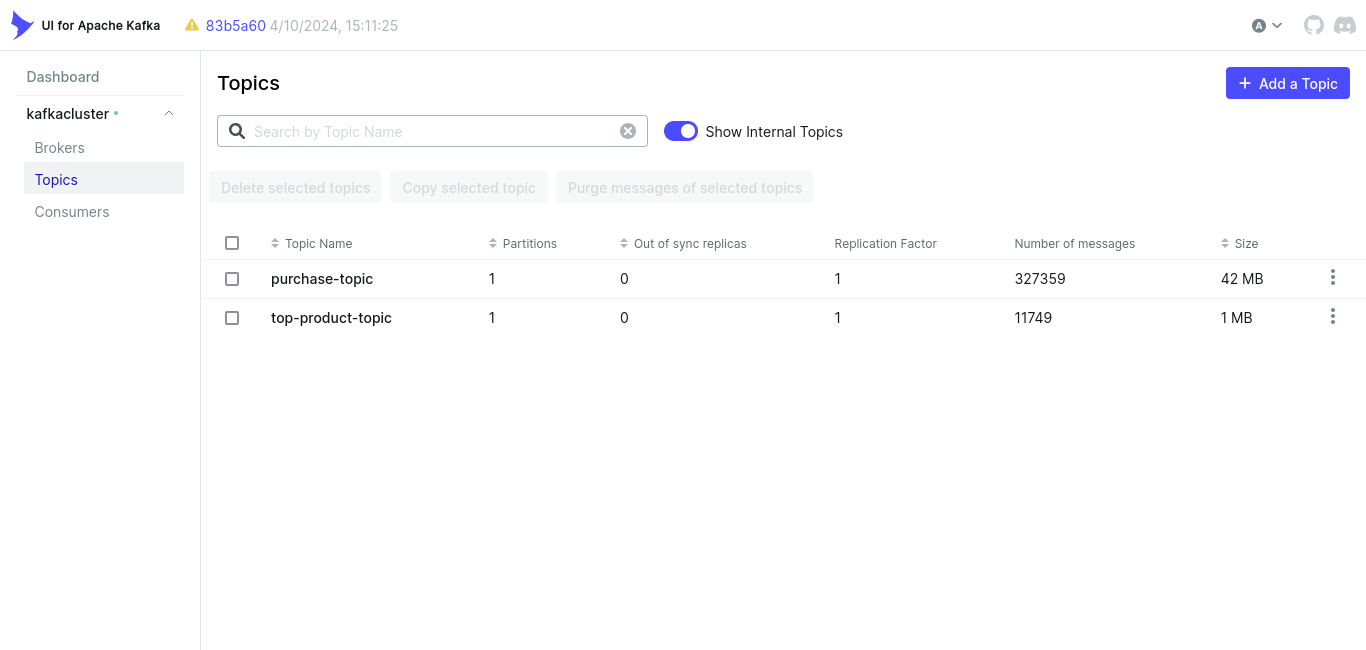 UI for Apache Kafka 83b5a60 4/10/2024, 15:11:25 A
Dashboard
kafkacluster
Brokers
Topics
Consumers
Topics
+ Add a Topic
Search by Topic Name
Show Internal Topics
Delete selected topics Copy selected topic Purge messages of selected topics
Topic Name Partitions Out of sync replicas Replication Factor Number of messages Size
purchase-topic 1 0 1 327359 42 MB
top-product-topic 1 0 1 11749 1 MB